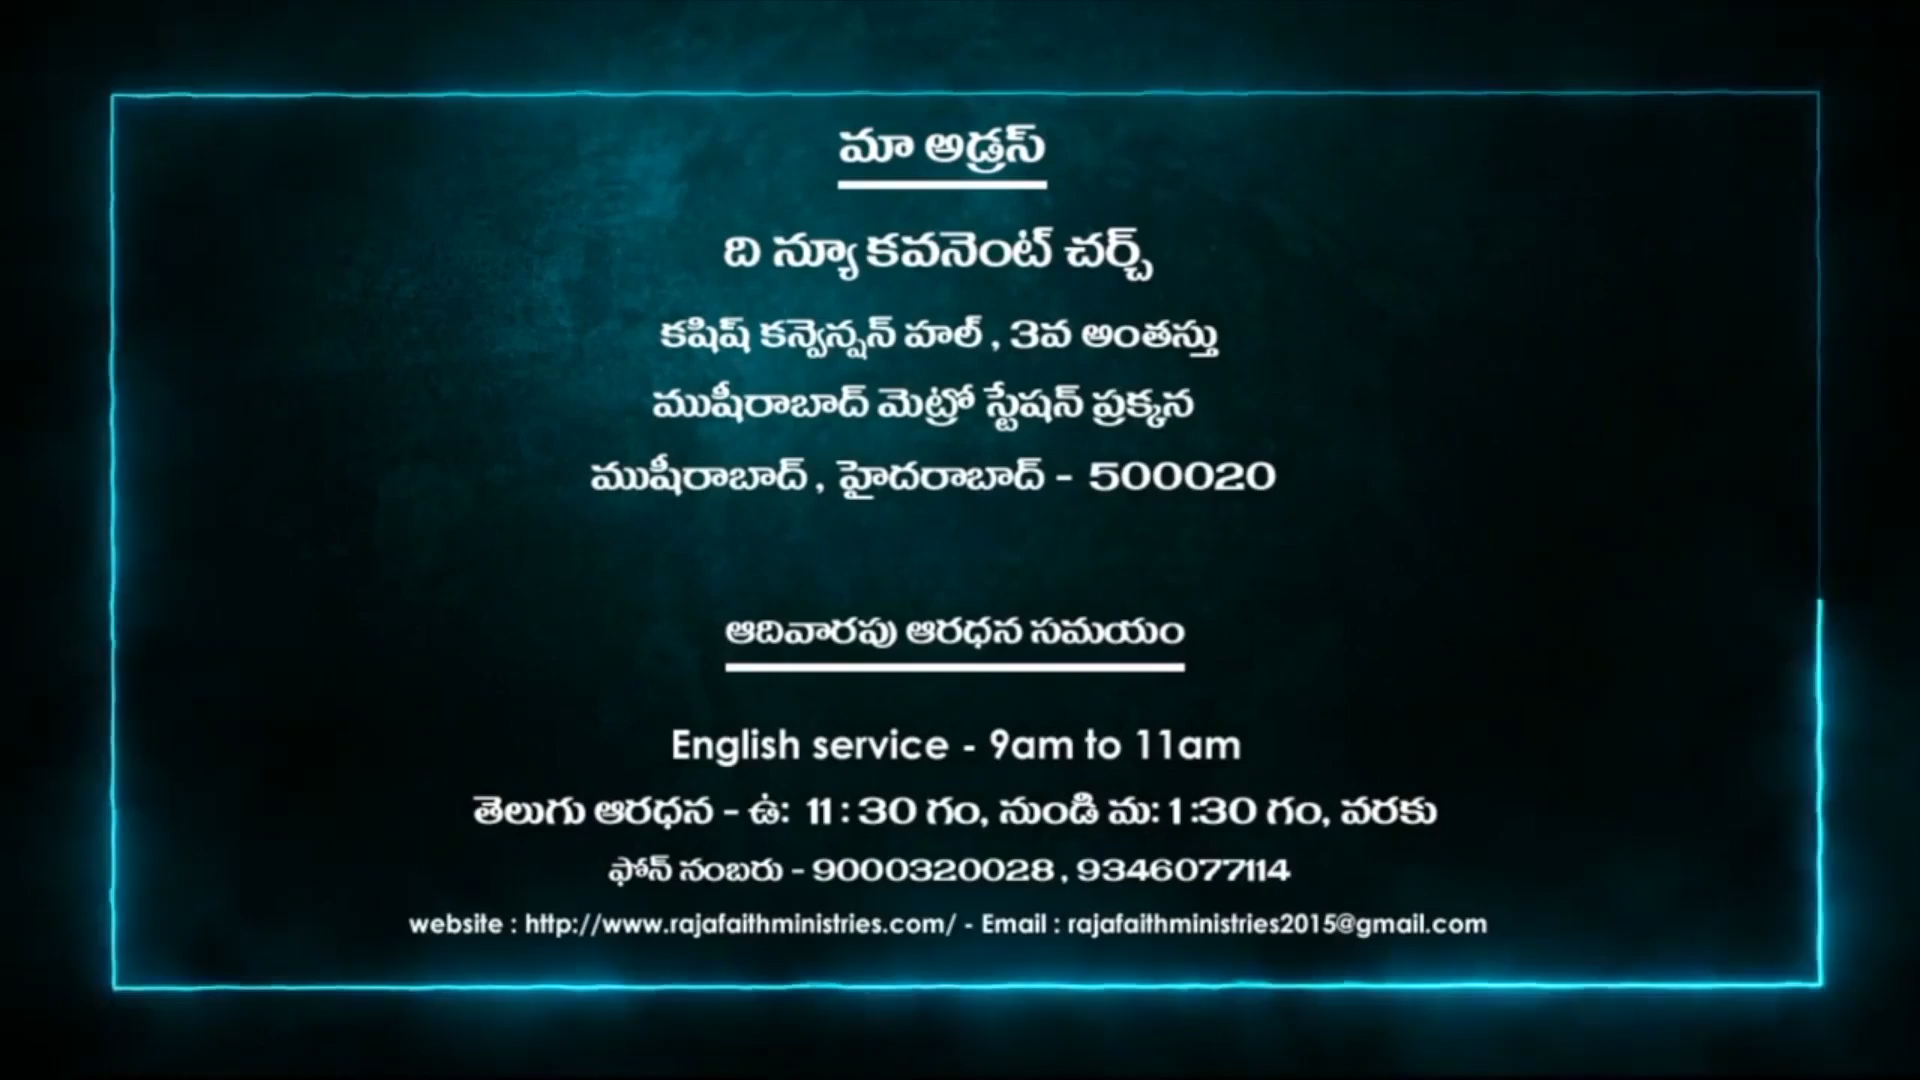 మా అడ్రస్
ది న్యూ కవనెంట్ చర్చ్
కషిష్ కన్వెన్షన్ హల్ , 3వ అంతస్తు
ముషీరాబాద్ మెట్రో స్టేషన్ ప్రక్కన
ముషీరాబాద్ , హైదరాబాద్ - 500020
ఆదివారపు ఆరధన సమయం
English service - 9am to 11am
తెలుగు ఆరధన - ఉ: 11 : 30 గం, నుండి మ: 1 :30 గం, వరకు
ఫోన్ నంబరు - 9000320028 , 9346077114
website : http://www.rajafaithministries.com/ - Email : rajafaithministries2015@gmail.com